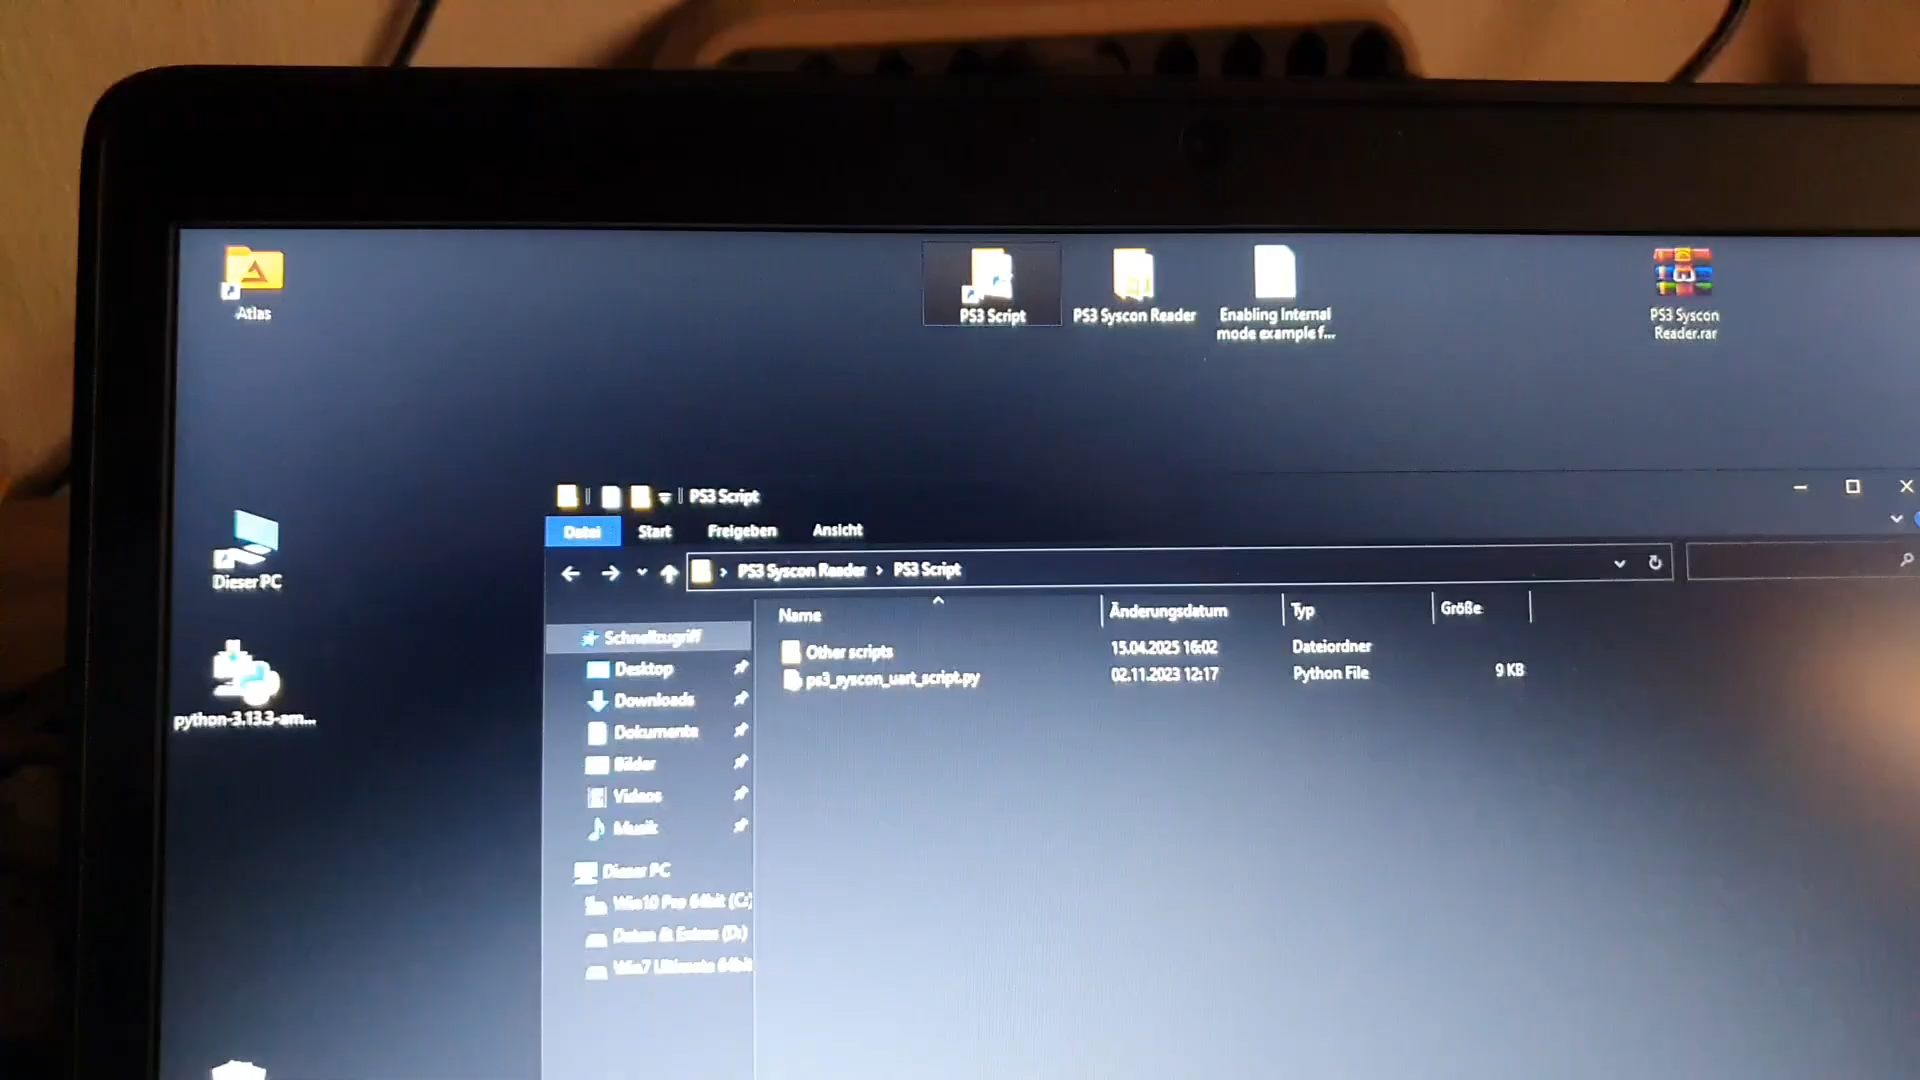 Atlas
PS3 Script
PS3 Syscon Reader
Enabling Internal
mode example f...
PS3 Syscon
Reader.rar
Dieser PC
python-3.13.3-am...
PS3 Script
Datei Start Freigeben Ansicht
PS3 Syscon Reader > PS3 Script
Name Änderungsdatum Typ Größe
Other scripts 15.04.2025 16:02 Dateiordner
ps3_syscon_uart_script.py 02.11.2023 12:17 Python File 9 KB
Schnellzugriff
Desktop
Downloads
Dokumente
Bilder
Videos
Musik
Dieser PC
Win10 Pro 64bit (C:)
Daten & Extras (D:)
Win7 Ultimate 64bit